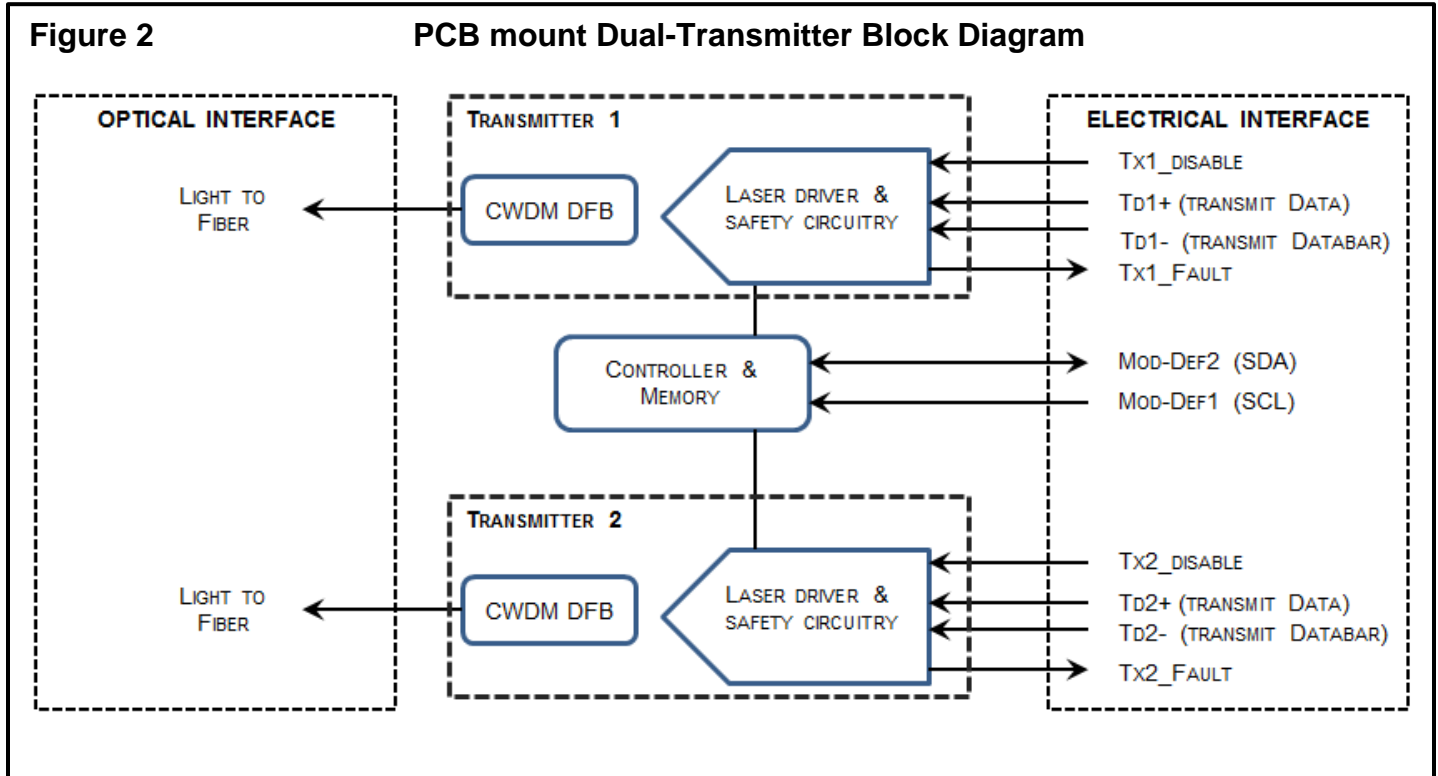 Figure 2 PCB mount Dual-Transmitter Block Diagram
OPTICAL INTERFACE
TRANSMITTER 1
ELECTRICAL INTERFACE
LIGHT TO
FIBER
CWDM DFB
LASER DRIVER &
SAFETY CIRCUITRY
TX1_DISABLE
TD1+ (TRANSMIT DATA)
TD1- (TRANSMIT DATABAR)
TX1_FAULT
CONTROLLER &
MEMORY
MOD-DEF2 (SDA)
MOD-DEF1 (SCL)
TRANSMITTER 2
LIGHT TO
FIBER
CWDM DFB
LASER DRIVER &
SAFETY CIRCUITRY
TX2_DISABLE
TD2+ (TRANSMIT DATA)
TD2- (TRANSMIT DATABAR)
TX2_FAULT